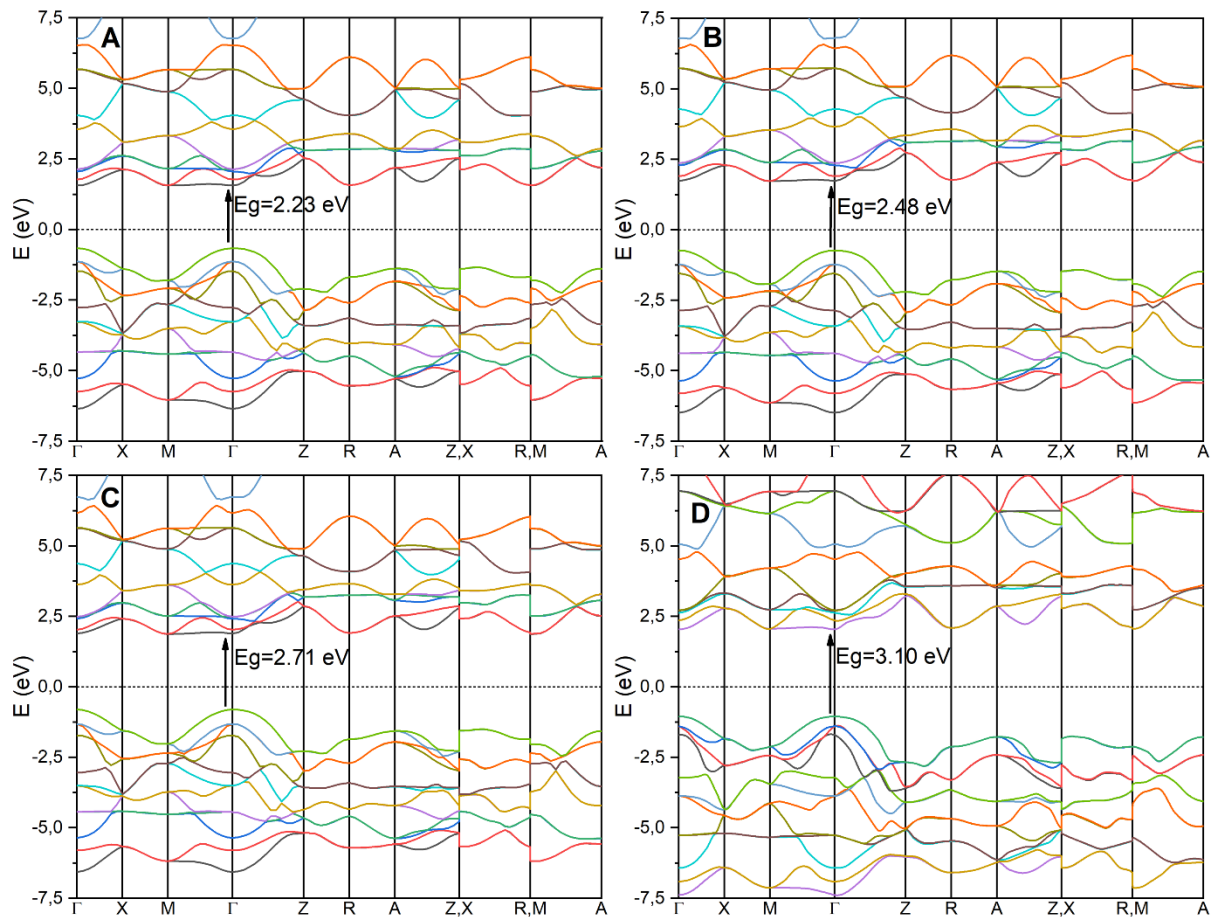 A
B
7,5
5,0
2,5
0,0
-2,5
-5,0
-7,5
E (eV)
Eg=2.23 eV
Γ X M Γ Z R A Z,X R,M A
7,5
5,0
2,5
0,0
-2,5
-5,0
-7,5
E (eV)
Eg=2.48 eV
Γ X M Γ Z R A Z,X R,M A
C
D
7,5
5,0
2,5
0,0
-2,5
-5,0
-7,5
E (eV)
Eg=2.71 eV
Γ X M Γ Z R A Z,X R,M A
7,5
5,0
2,5
0,0
-2,5
-5,0
-7,5
E (eV)
Eg=3.10 eV
Γ X M Γ Z R A Z,X R,M A